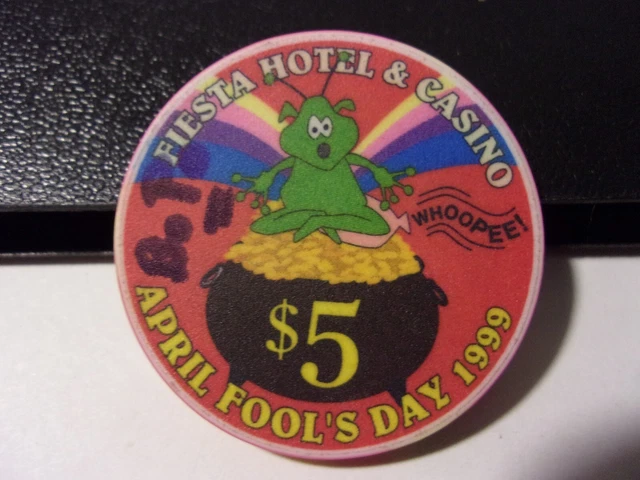 FIESTA HOTEL & CASINO
WHOOPEE!
$5
APRIL FOOL'S DAY 1999